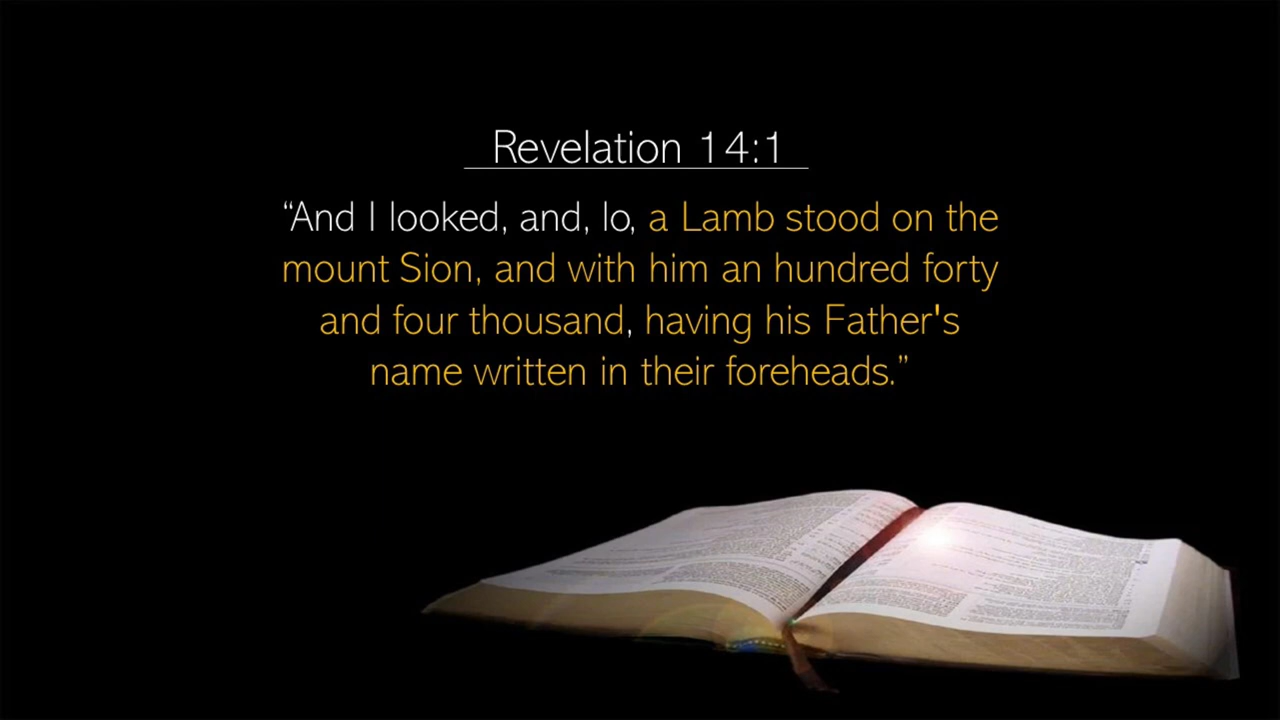 Revelation 14:1
“And I looked, and, lo, a Lamb stood on the
mount Sion, and with him an hundred forty
and four thousand, having his Father's
name written in their foreheads.”